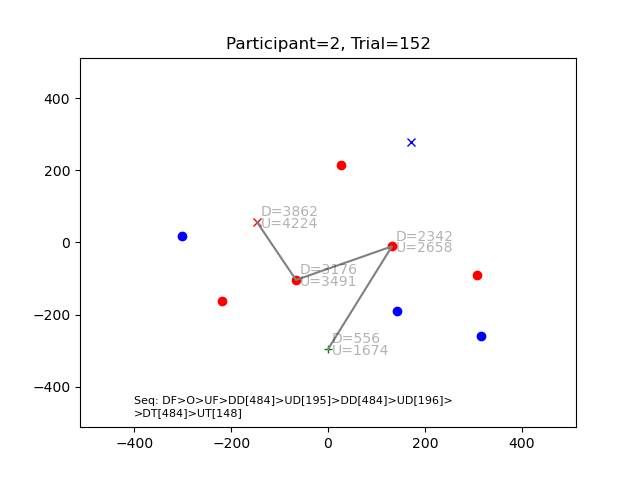 Participant=2, Trial=152
400
200
0
−200
−400
D=3862
U=4224
D=2342
U=2658
D=3176
U=3491
D=556
U=1674
Seq: DF>O>UF>DD[484]>UD[195]>DD[484]>UD[196]>
>DT[484]>UT[148]
−400 −200 0 200 400